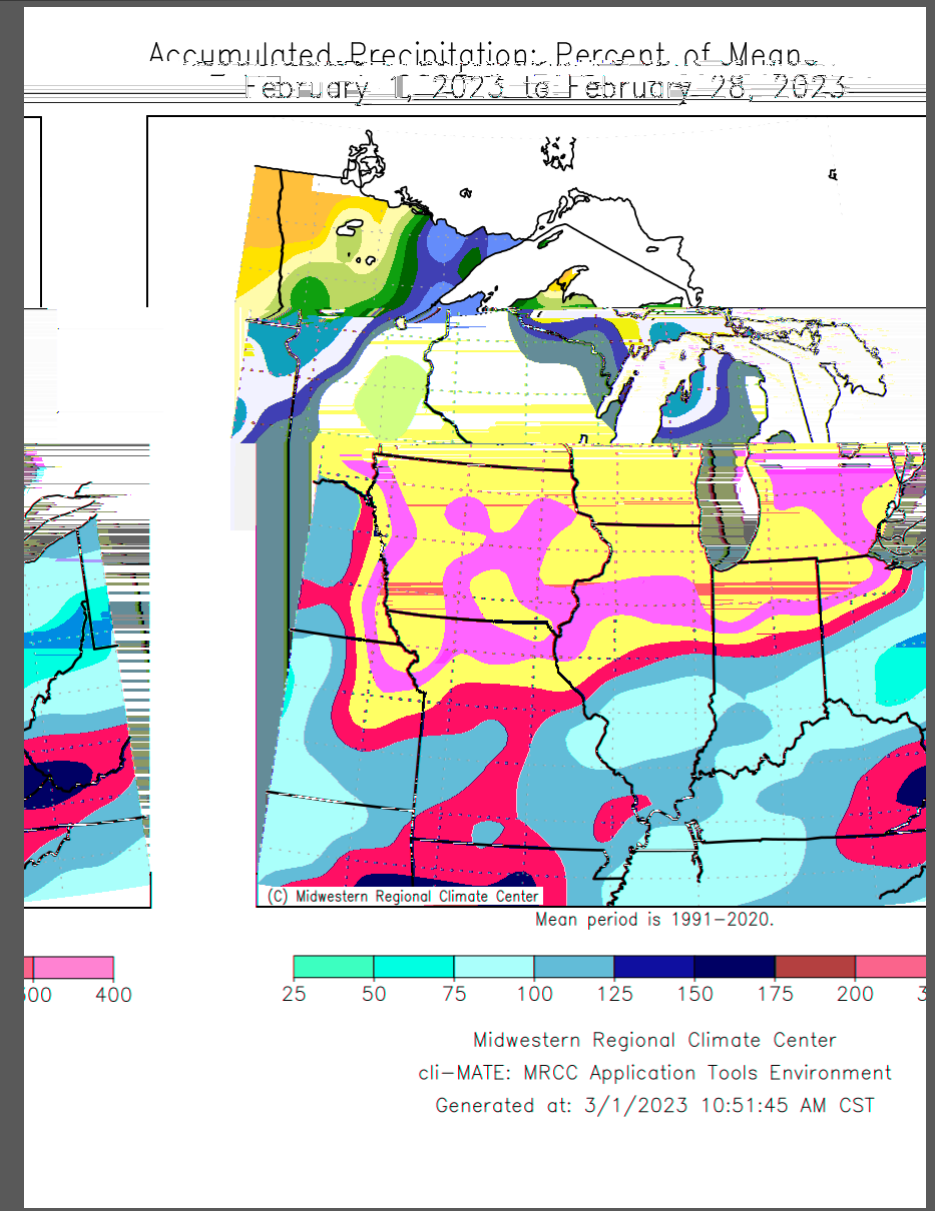 Accumulated Precipitation: Percent of Mean
February 1, 2023 to February 28, 2023
(C) Midwestern Regional Climate Center
Mean period is 1991-2020.
400
25 50 75 100 125 150 175 200
Midwestern Regional Climate Center
cli-MATE: MRCC Application Tools Environment
Generated at: 3/1/2023 10:51:45 AM CST